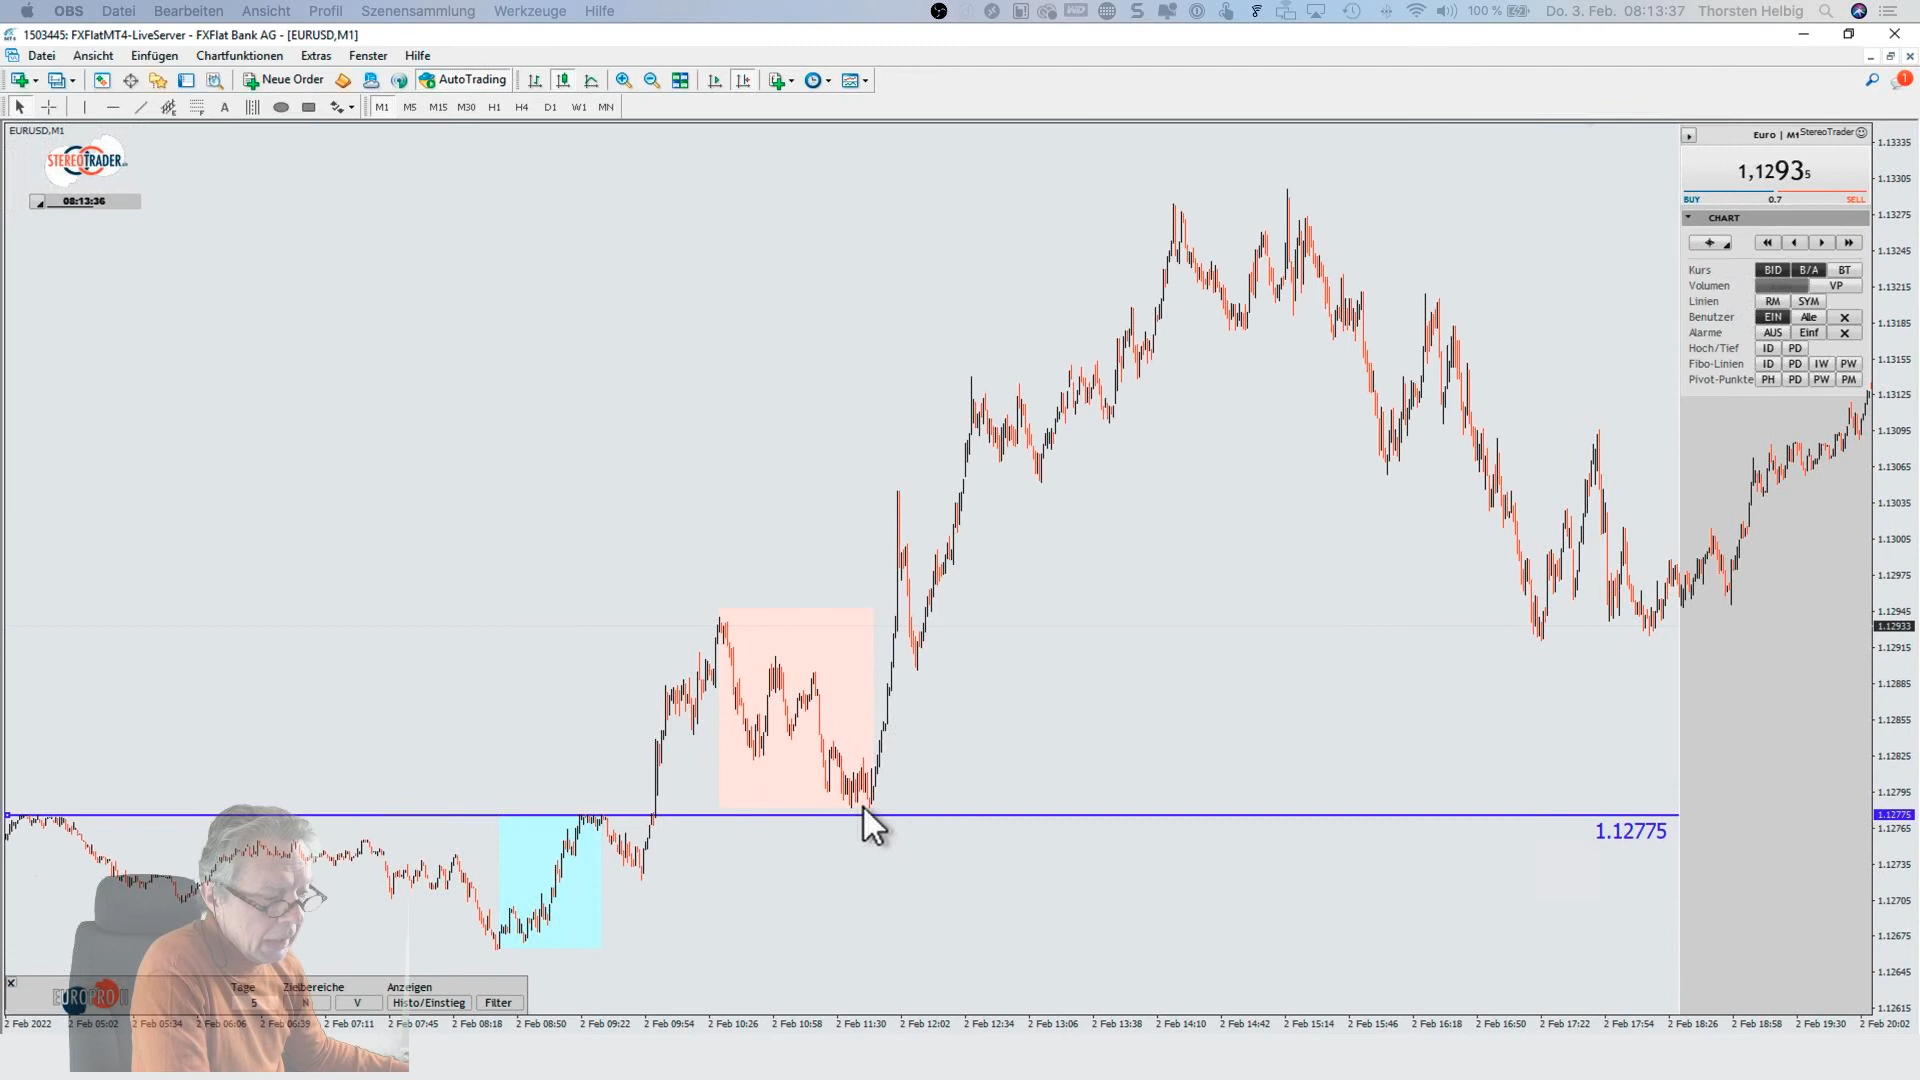 OBS Datei Bearbeiten Ansicht Profil Szenensammlung Werkzeuge Hilfe 100 % Do. 3. Feb. 08:13:37 Thorsten Helbig
1503445: FXFlatMT4-LiveServer - FXFlat Bank AG - [EURUSD,M1]
Datei Ansicht Einfügen Chartfunktionen Extras Fenster Hilfe
Neue Order AutoTrading
A M1 M5 M15 M30 H1 H4 D1 W1 MN
EURUSD,M1
STEREOTRADER
08:13:36
Euro | M1 StereoTrader
1,12935
BUY 0.7 SELL
CHART
Kurs BID B/A BT
Volumen VP
Linien RM SYM
Benutzer EIN Alle
Alarme AUS Einf
Hoch/Tief ID PD
Fibo-Linien ID PD IW PW
Pivot-Punkte PH PD PW PM
1.13335
1.13305
1.13275
1.13245
1.13215
1.13185
1.13155
1.13125
1.13095
1.13065
1.13035
1.13005
1.12975
1.12945
1.12933
1.12915
1.12885
1.12855
1.12825
1.12795
1.12775
1.12765
1.12735
1.12705
1.12675
1.12645
1.12615
1.12775
EUROPRO II
Tage Zielbereiche Anzeigen
5 N V Histo/Einstieg Filter
2 Feb 2022 2 Feb 05:02 2 Feb 05:34 2 Feb 06:06 2 Feb 06:39 2 Feb 07:11 2 Feb 07:45 2 Feb 08:18 2 Feb 08:50 2 Feb 09:22 2 Feb 09:54 2 Feb 10:26 2 Feb 10:58 2 Feb 11:30 2 Feb 12:02 2 Feb 12:34 2 Feb 13:06 2 Feb 13:38 2 Feb 14:10 2 Feb 14:42 2 Feb 15:14 2 Feb 15:46 2 Feb 16:18 2 Feb 16:50 2 Feb 17:22 2 Feb 17:54 2 Feb 18:26 2 Feb 18:58 2 Feb 19:30 2 Feb 20:02